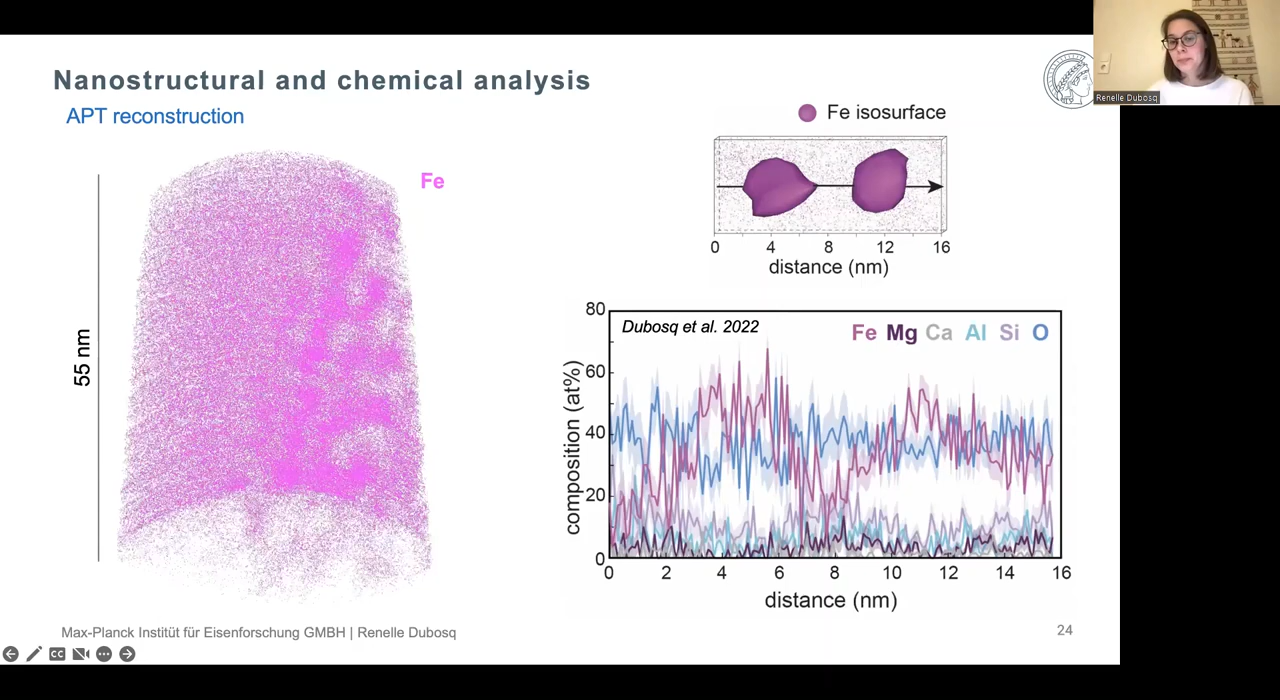 Nanostructural and chemical analysis
APT reconstruction
Renelle Dubosq
Fe isosurface
Fe
55 nm
0 4 8 12 16
distance (nm)
Dubosq et al. 2022
Fe Mg Ca Al Si O
80
60
40
20
0
composition (at%)
0 2 4 6 8 10 12 14 16
distance (nm)
Max-Planck Institüt für Eisenforschung GMBH | Renelle Dubosq
24
CC